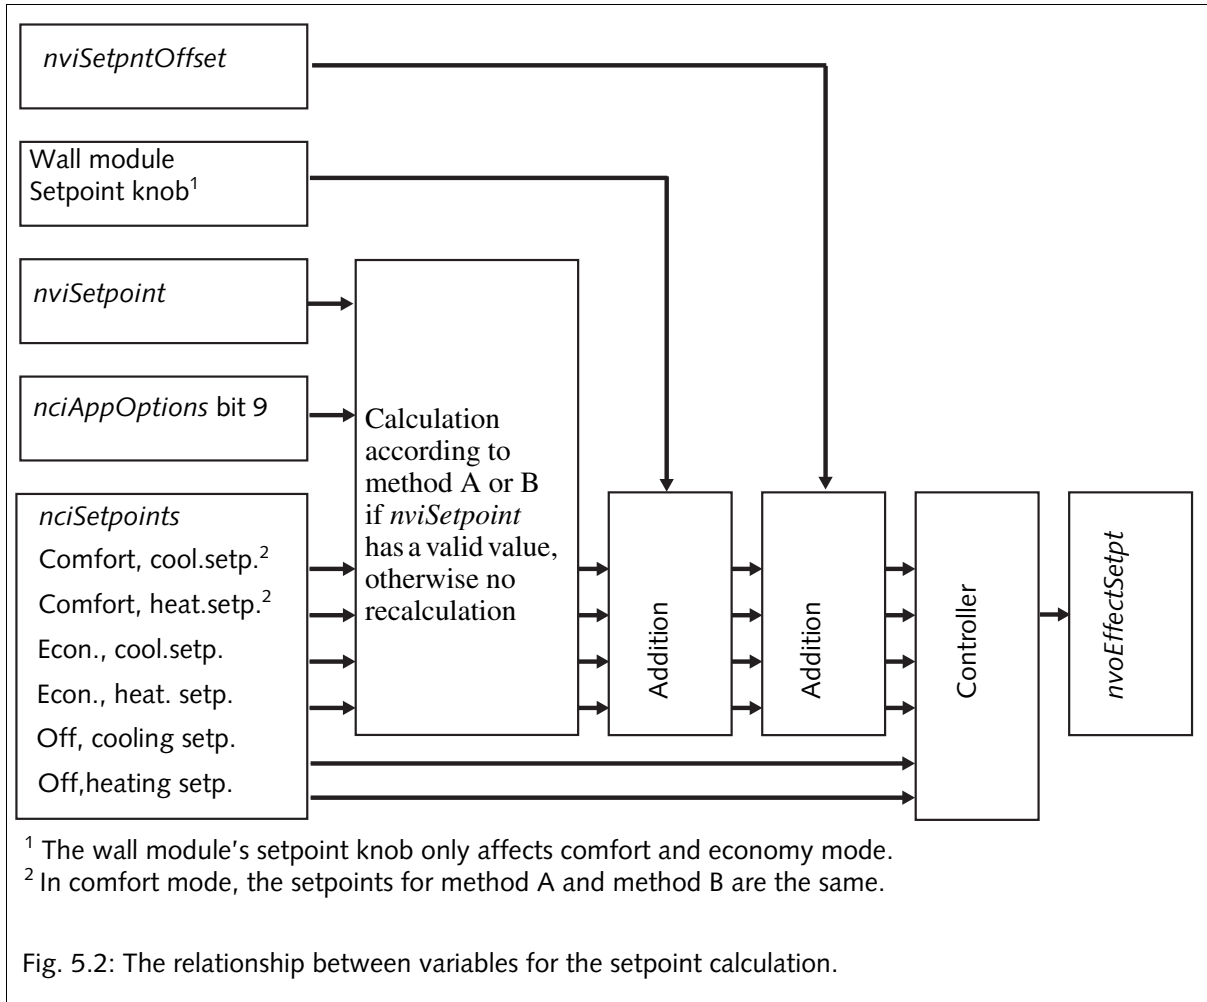 nviSetpntOffset
Wall module
Setpoint knob¹
nviSetpoint
nciAppOptions bit 9
nciSetpoints
Comfort, cool.setp.²
Comfort, heat.setp.²
Econ., cool.setp.
Econ., heat. setp.
Off, cooling setp.
Off,heating setp.
Calculation
according to
method A or B
if nviSetpoint
has a valid value,
otherwise no
recalculation
Addition
Addition
Controller
nvoEffectSetpt
¹ The wall module's setpoint knob only affects comfort and economy mode.
² In comfort mode, the setpoints for method A and method B are the same.
Fig. 5.2: The relationship between variables for the setpoint calculation.